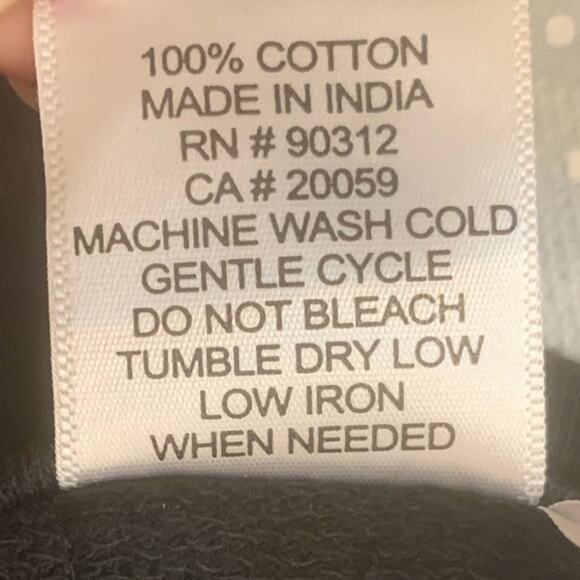 100% COTTON
MADE IN INDIA
RN # 90312
CA # 20059
MACHINE WASH COLD
GENTLE CYCLE
DO NOT BLEACH
TUMBLE DRY LOW
LOW IRON
WHEN NEEDED